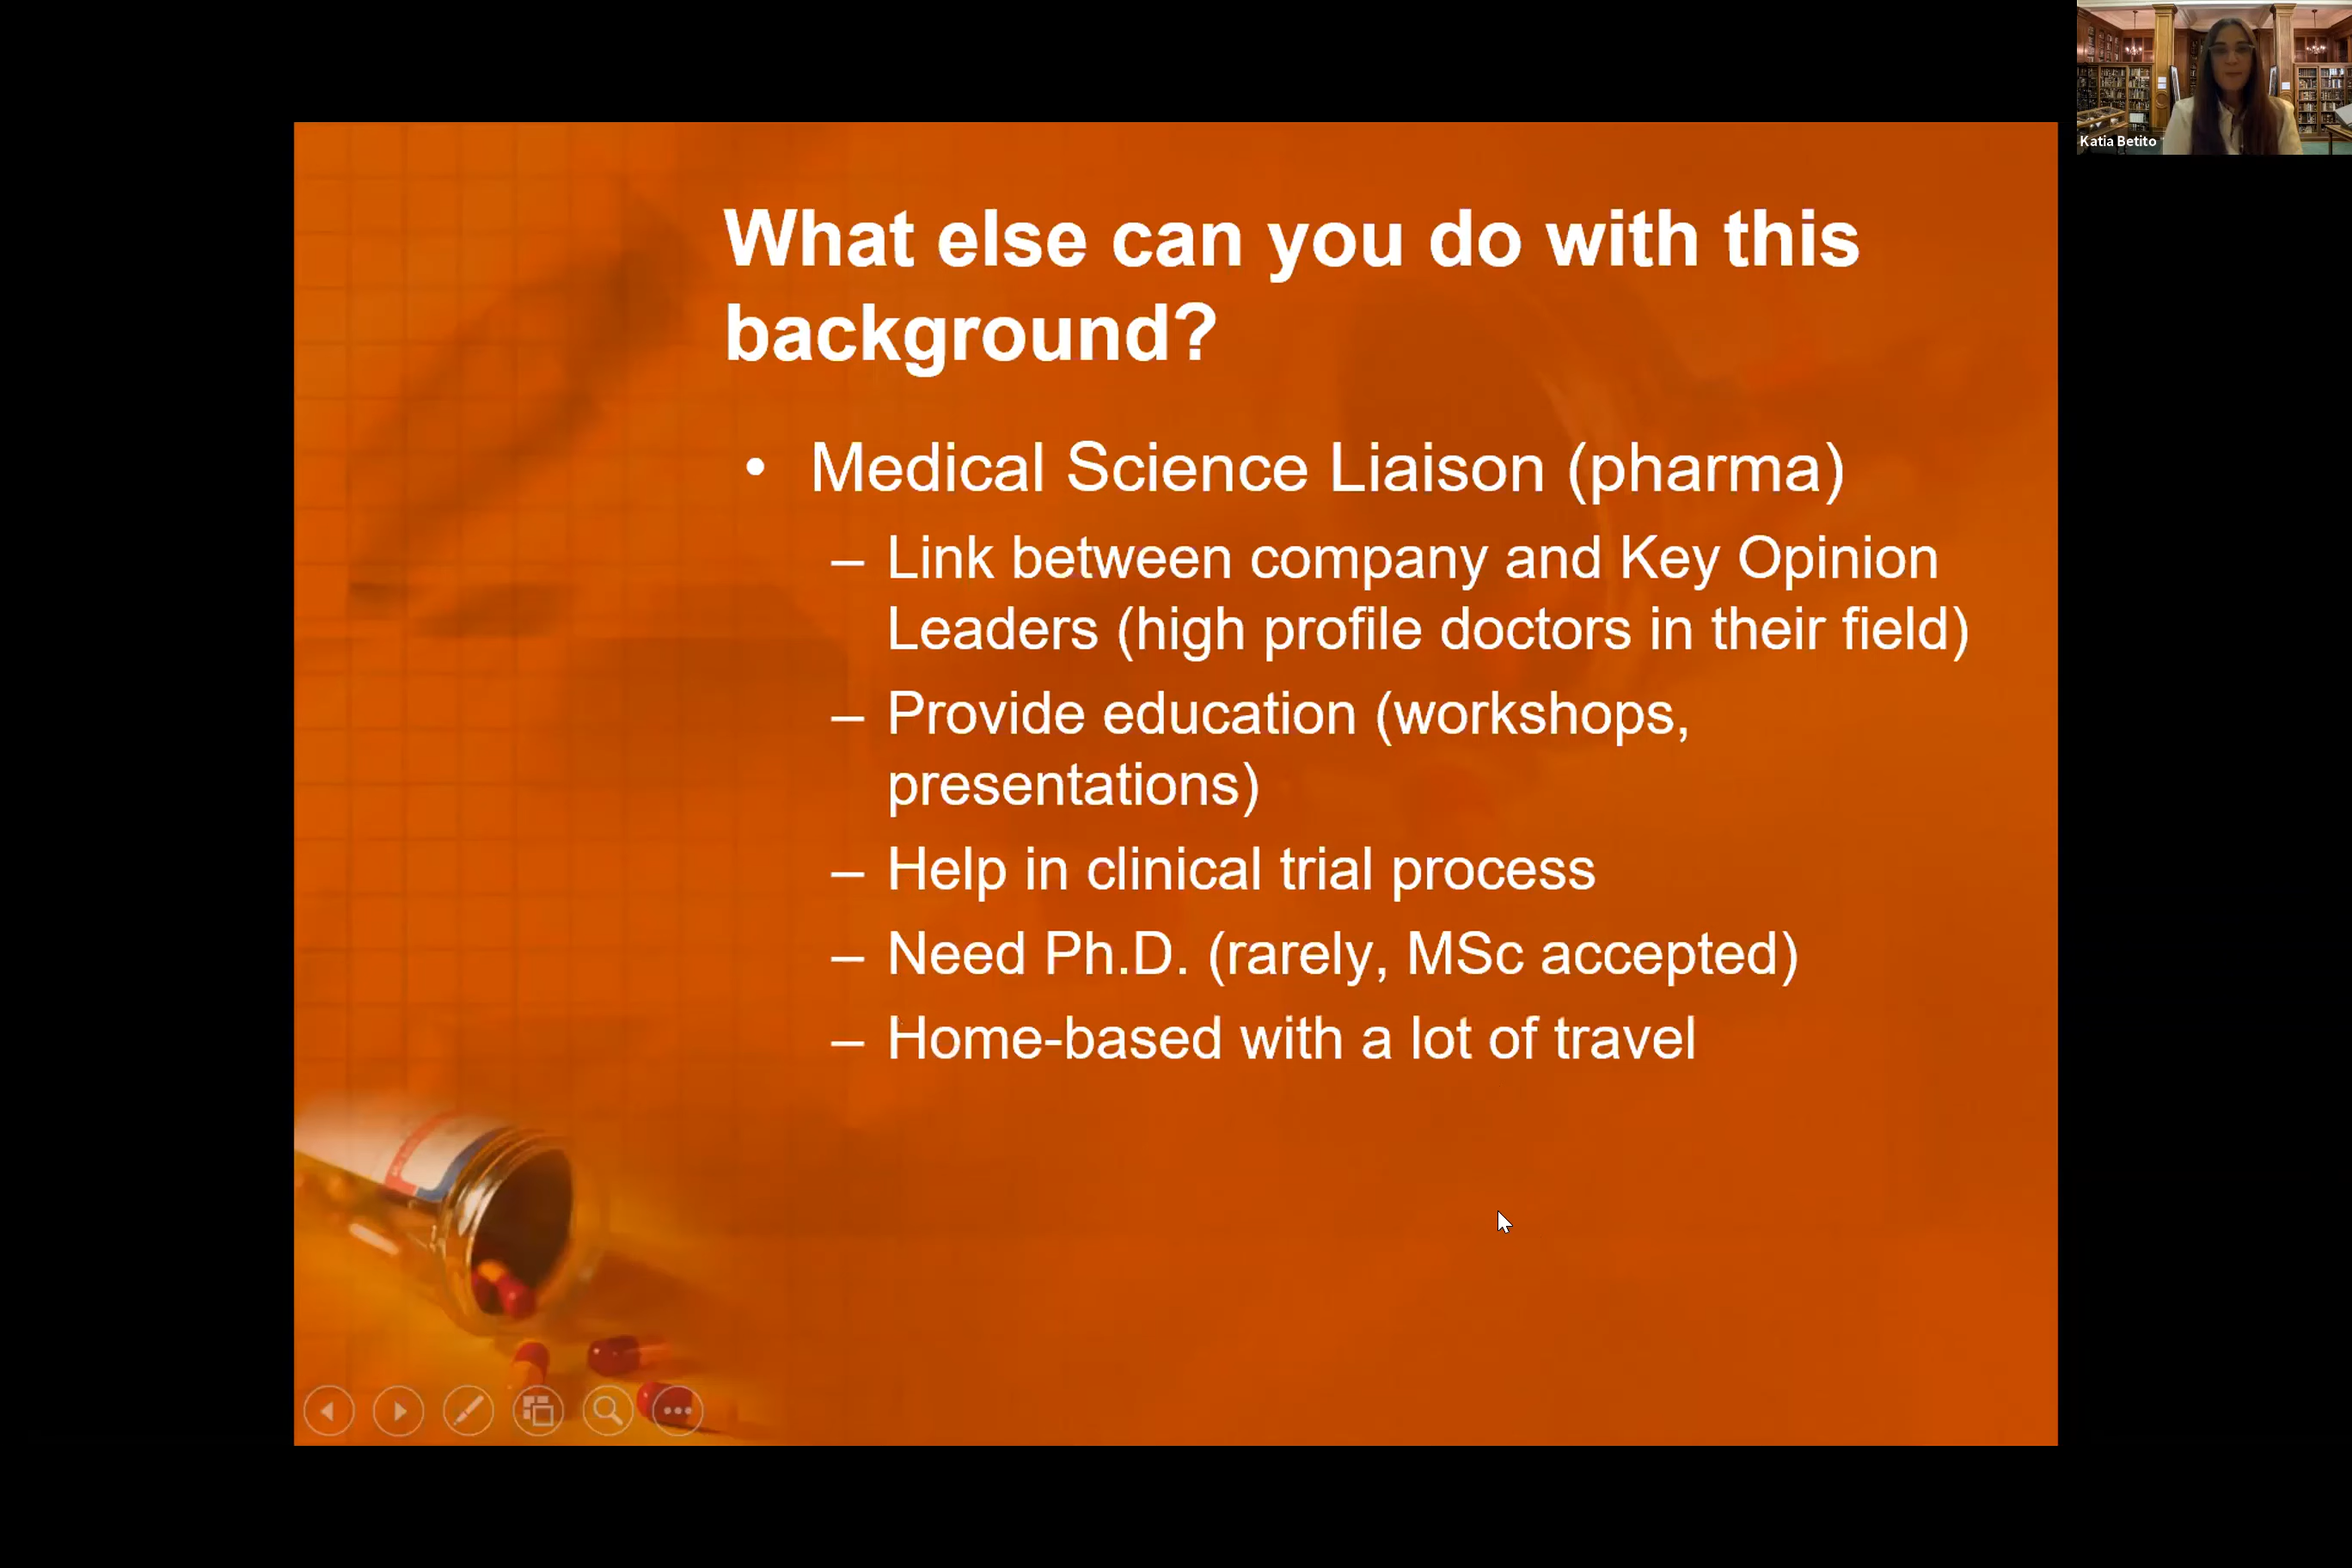 Katia Betito
What else can you do with this
background?
• Medical Science Liaison (pharma)
– Link between company and Key Opinion
Leaders (high profile doctors in their field)
– Provide education (workshops,
presentations)
– Help in clinical trial process
– Need Ph.D. (rarely, MSc accepted)
– Home-based with a lot of travel